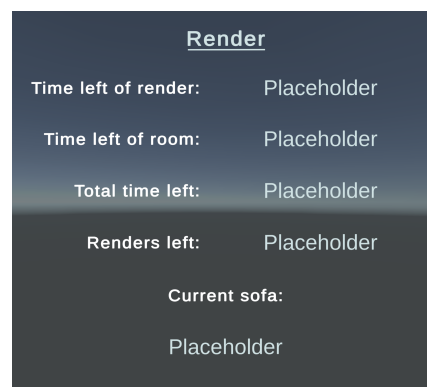 Render
Time left of render: Placeholder
Time left of room: Placeholder
Total time left: Placeholder
Renders left: Placeholder
Current sofa:
Placeholder